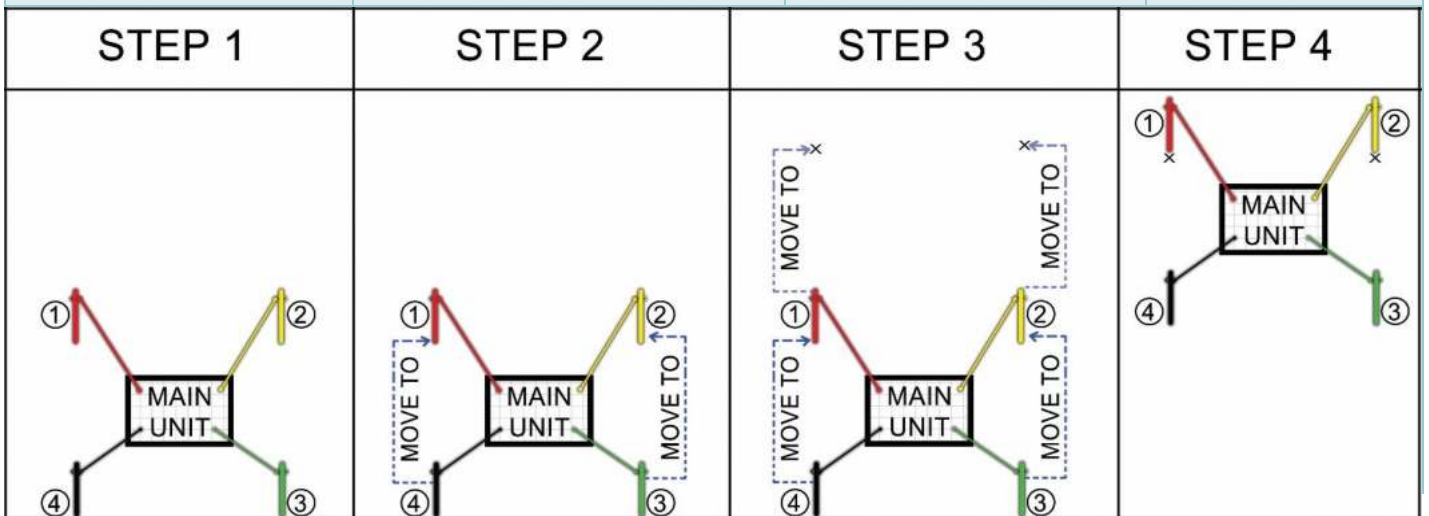 STEP 1
STEP 2
STEP 3
STEP 4
① ②
MAIN
UNIT
④ ③
① ②
MOVE TO
MOVE TO
MAIN
UNIT
④ ③
× ×
MOVE TO
MOVE TO
① ②
MOVE TO
MOVE TO
MAIN
UNIT
④ ③
① ②
× ×
MAIN
UNIT
④ ③